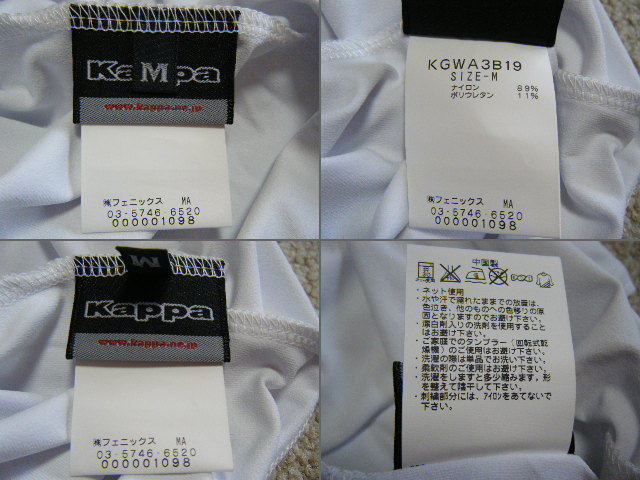 Kappa
M
www.kappa-ne.jp
㈱フェニックス MA
03-5746-6520
000001098
KGWA3B19
SIZE-M
ナイロン 89%
ポリウレタン 11%
㈱フェニックス MA
03-5746-6520
000001098
M
Kappa
www.kappa-ne.jp
㈱フェニックス MA
03-5746-6520
000001098
中国製
・ネット使用
・水や汗で濡れたままでの放置は、
色泣き、他のものへの色移りの原
因となりますのでお避け下さい。
・漂白剤入りの洗剤を使用すること
はお避け下さい。
・ご家庭でのタンブラー（回転式乾
燥機）のご使用はお避け下さい。
・洗濯の際は単品でお洗い下さい。
・柔軟剤のご使用はお避け下さい。
・洗濯をしますと多少縮みます、形
を整えて陰干して下さい。
・刺繍部分には、アイロンをあてないで
下さい。